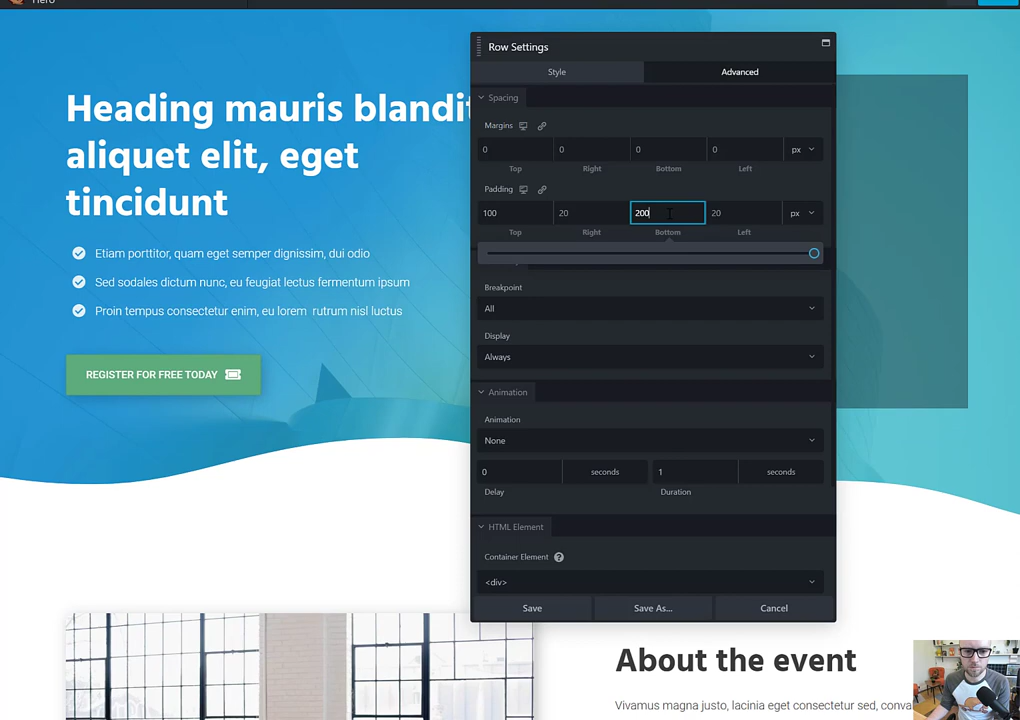 Hero
Heading mauris blandit
aliquet elit, eget
tincidunt
Etiam porttitor, quam eget semper dignissim, dui odio
Sed sodales dictum nunc, eu feugiat lectus fermentum ipsum
Proin tempus consectetur enim, eu lorem rutrum nisl luctus
REGISTER FOR FREE TODAY
Row Settings
Style Advanced
Spacing
Margins
0 0 0 0 px
Top Right Bottom Left
Padding
100 20 200 20 px
Top Right Bottom Left
Breakpoint
All
Display
Always
Animation
Animation
None
0 seconds 1 seconds
Delay Duration
HTML Element
Container Element ?
<div>
Save Save As... Cancel
About the event
Vivamus magna justo, lacinia eget consectetur sed, conva